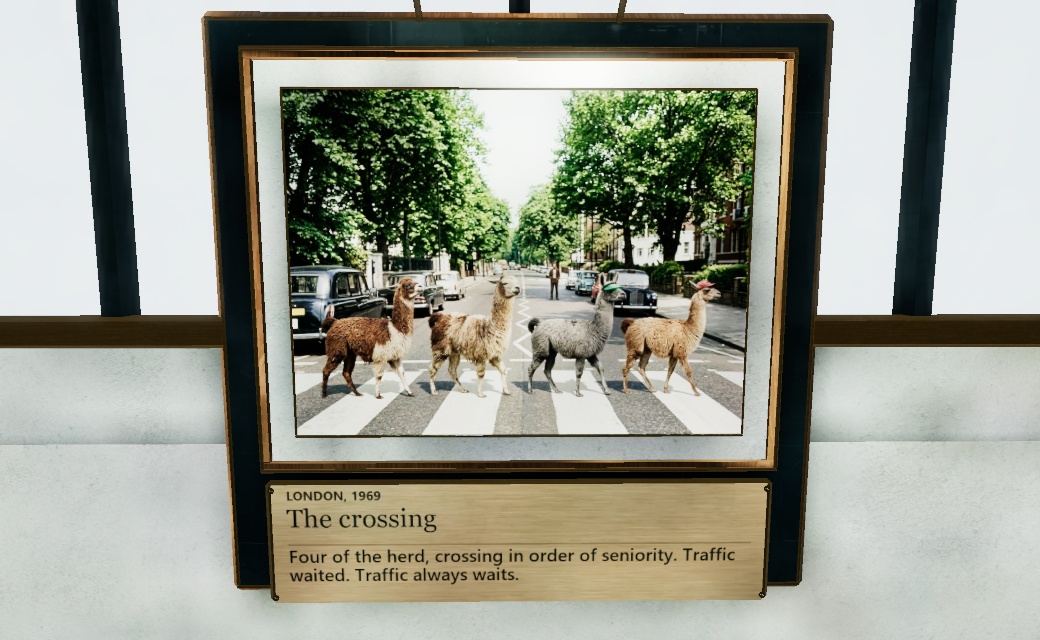 LONDON, 1969
The crossing
Four of the herd, crossing in order of seniority. Traffic
waited. Traffic always waits.